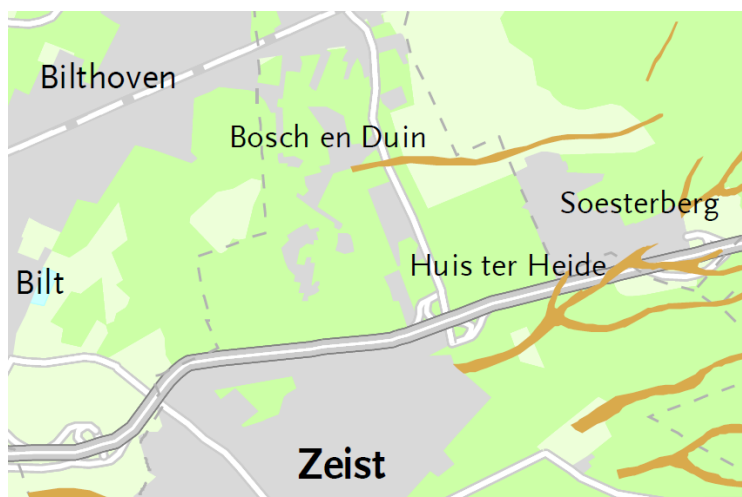 Bilthoven
Bosch en Duin
Soesterberg
Huis ter Heide
Bilt
Zeist